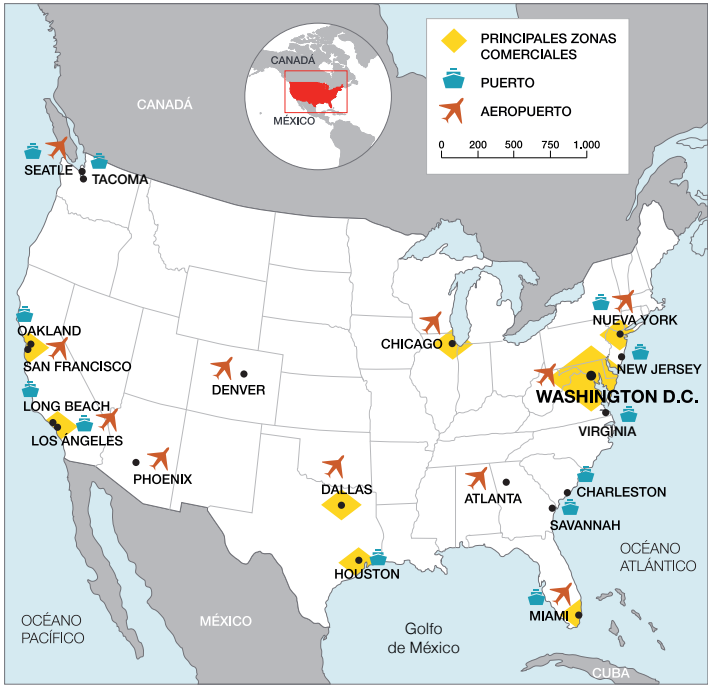 PRINCIPALES ZONAS
COMERCIALES
PUERTO
AEROPUERTO
0 250 500 750 1.000
CANADÁ
MÉXICO
CANADÁ
SEATLE
TACOMA
OAKLAND
SAN FRANCISCO
LONG BEACH
LOS ÁNGELES
PHOENIX
DENVER
DALLAS
HOUSTON
CHICAGO
ATLANTA
NUEVA YORK
NEW JERSEY
WASHINGTON D.C.
VIRGINIA
CHARLESTON
SAVANNAH
MIAMI
OCÉANO
ATLÁNTICO
OCÉANO
PACÍFICO
MÉXICO
Golfo
de México
CUBA